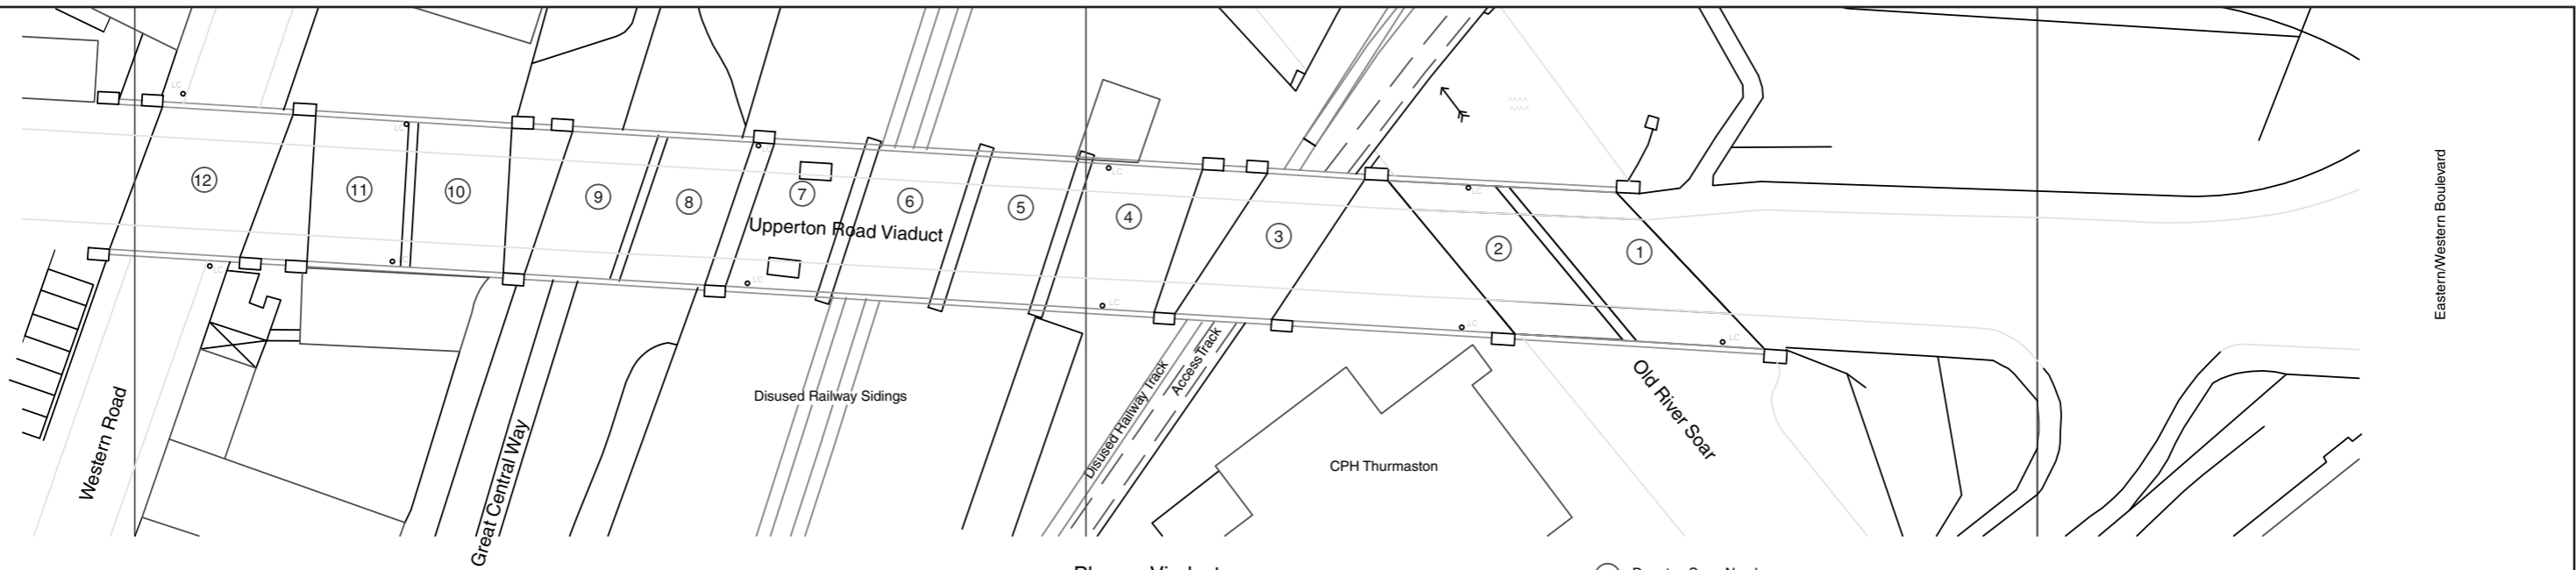 LC
LC
12
11
10
9
8
7
6
5
4
3
2
1
LC
LC
Upperton Road Viaduct
LC
LC
LC
LC
LC
Western Road
Great Central Way
Disused Railway Sidings
Disused Railway Track
Access Track
CPH Thurmaston
Old River Soar
Eastern/Western Boulevard